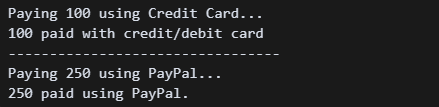 Paying 100 using Credit Card...
100 paid with credit/debit card
---------------------------------
Paying 250 using PayPal...
250 paid using PayPal.